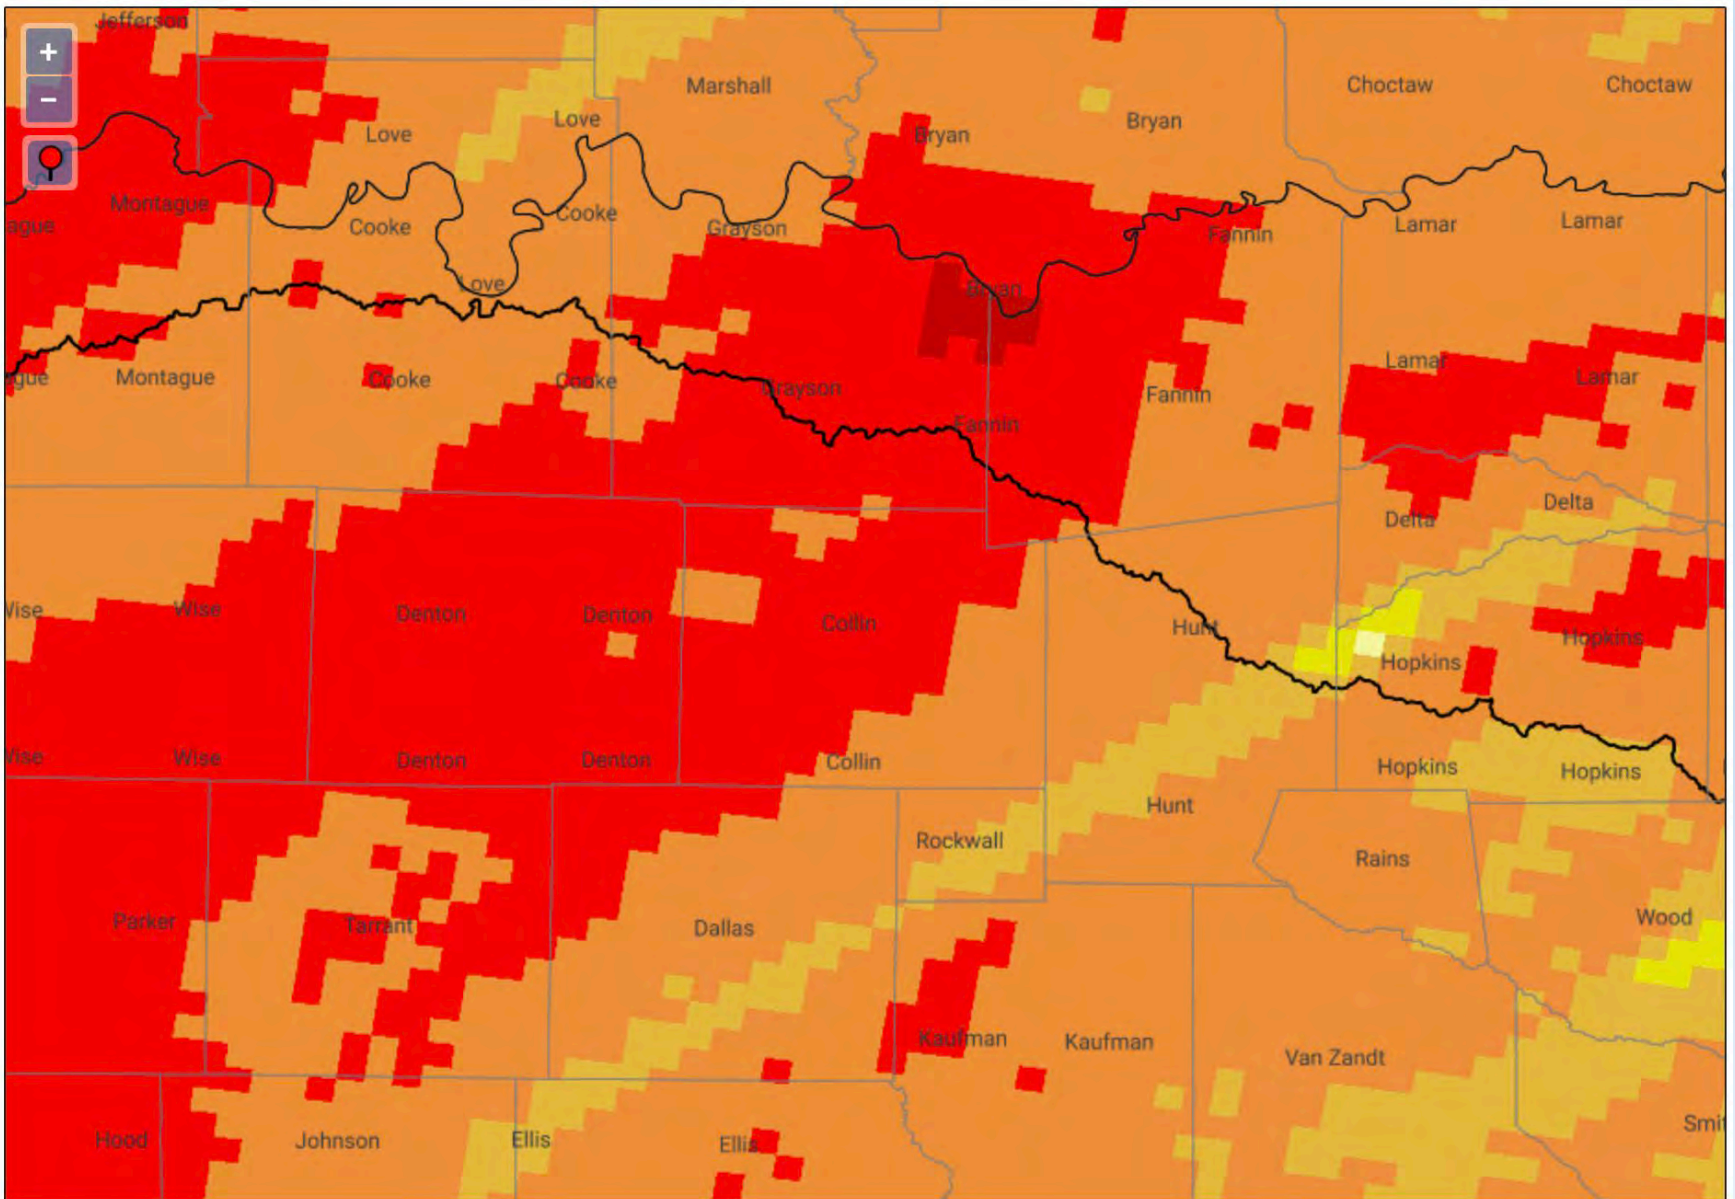 Jefferson
+
Marshall
Choctaw
Choctaw
−
Love
Love
Bryan
Bryan
Montague
ague
Cooke
Cooke
Grayson
Fannin
Lamar
Lamar
Love
Bryan
gue
Montague
Cooke
Cooke
Grayson
Fannin
Fannin
Lamar
Lamar
Delta
Delta
Wise
Wise
Denton
Denton
Collin
Hunt
Hopkins
Hopkins
Wise
Wise
Denton
Denton
Collin
Hopkins
Hopkins
Hunt
Rockwall
Rains
Parker
Tarrant
Dallas
Wood
Kaufman
Kaufman
Van Zandt
Hood
Johnson
Ellis
Ellis
Smi